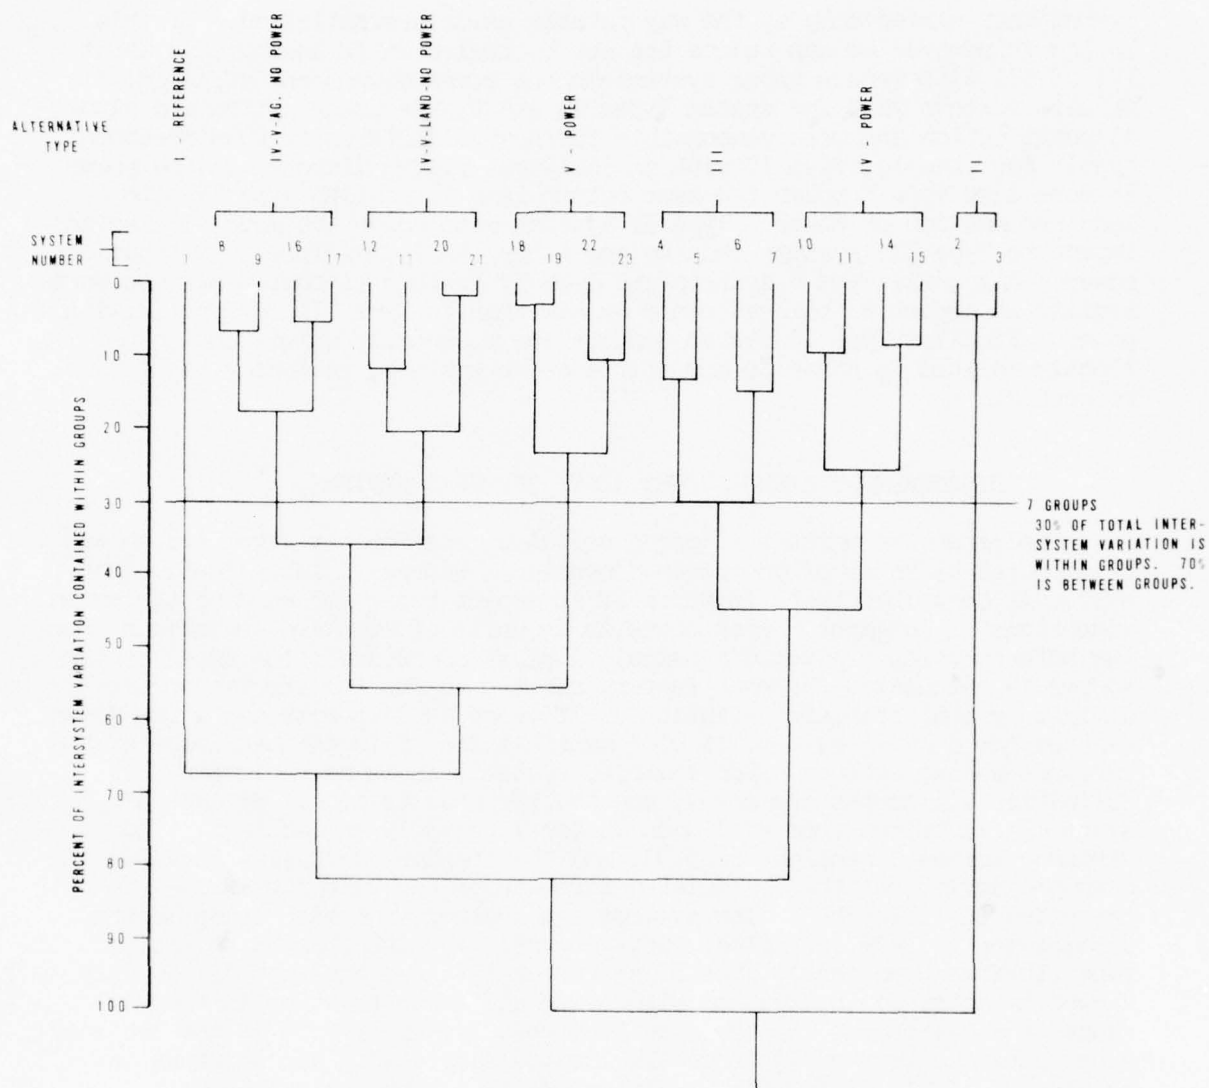 ALTERNATIVE
TYPE
I - REFERENCE
IV-V-AG. NO POWER
IV-V-LAND-NO POWER
V - POWER
III
IV - POWER
II
SYSTEM
NUMBER
1 8 9 16 17 12 20 21 18 19 22 23 4 5 6 7 10 11 14 15 2 3
0
10
20
30
40
50
60
70
80
90
100
PERCENT OF INTERSYSTEM VARIATION CONTAINED WITHIN GROUPS
7 GROUPS
30% OF TOTAL INTER-
SYSTEM VARIATION IS
WITHIN GROUPS. 70%
IS BETWEEN GROUPS.